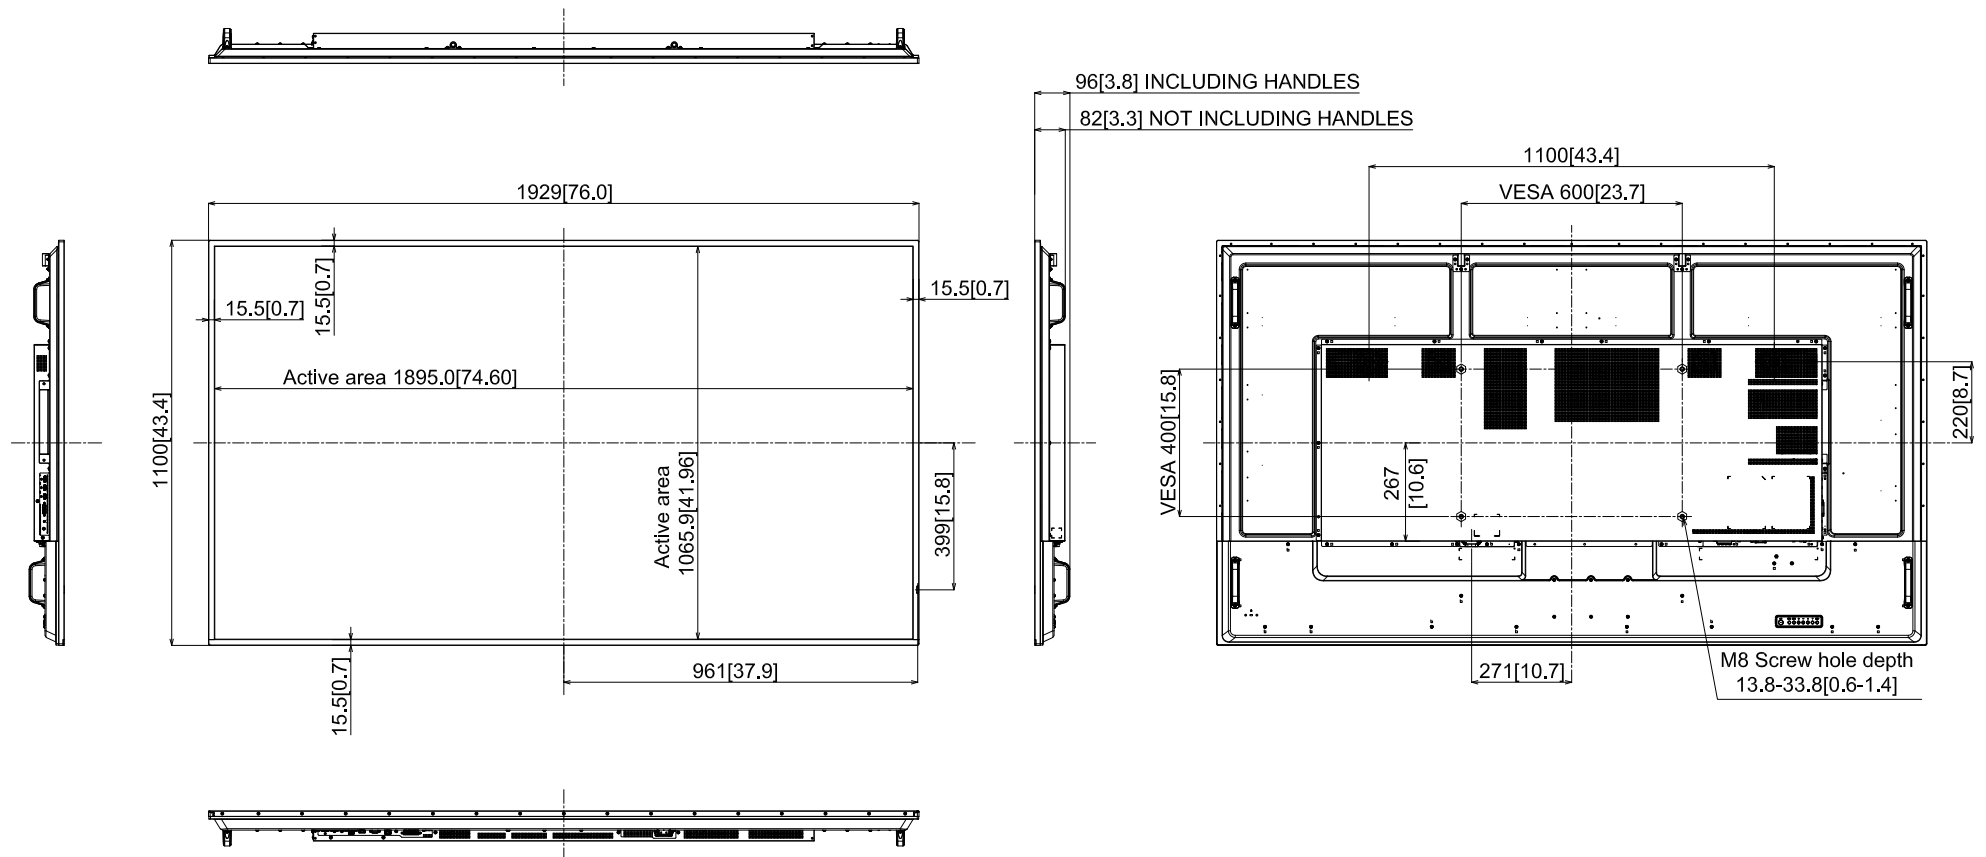 96[3.8] INCLUDING HANDLES
82[3.3] NOT INCLUDING HANDLES
1100[43.4]
VESA 600[23.7]
1929[76.0]
15.5[0.7]
15.5[0.7]
15.5[0.7]
Active area 1895.0[74.60]
1100[43.4]
Active area
1065.9[41.96]
399[15.8]
VESA 400[15.8]
267
[10.6]
220[8.7]
961[37.9]
15.5[0.7]
271[10.7]
M8 Screw hole depth
13.8-33.8[0.6-1.4]